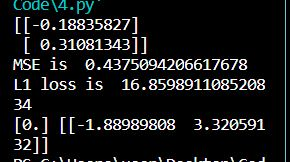 Code\4.py`
[[-0.18835827]
 [ 0.31081343]]
MSE is  0.4375094206617678
L1 loss is  16.8598911085208
34
[0.] [[-1.88989808  3.320591
32]]